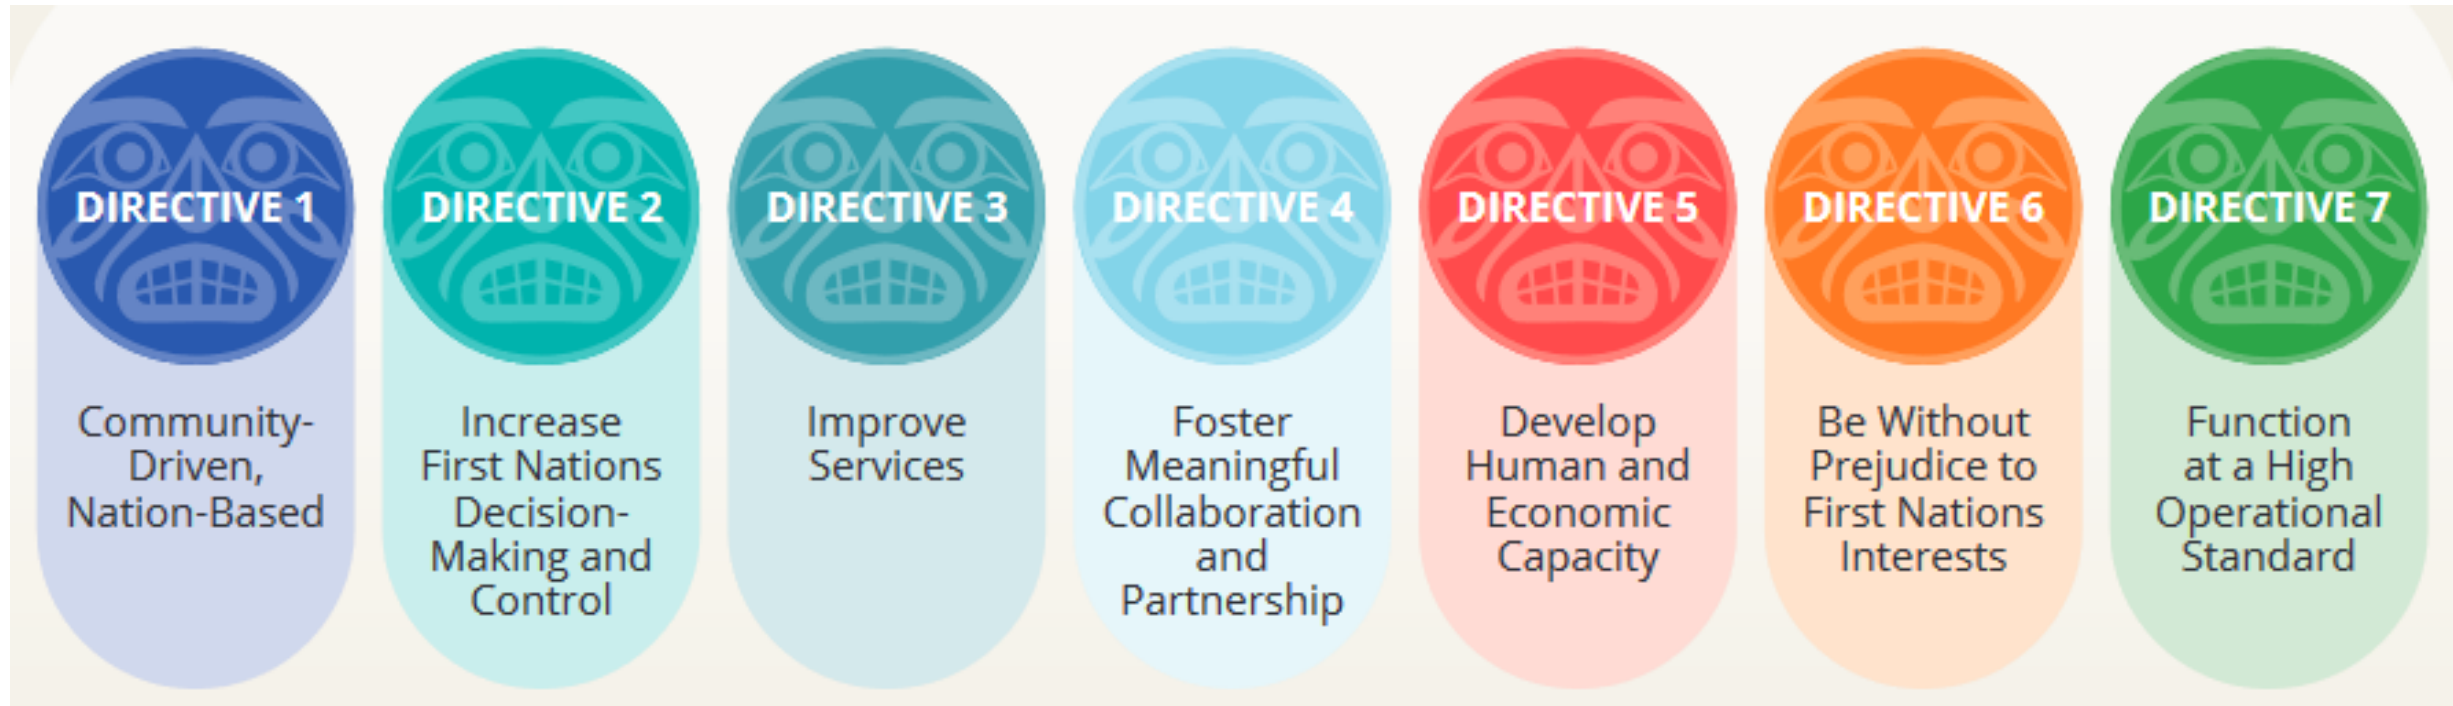 DIRECTIVE 1
Community-
Driven,
Nation-Based
DIRECTIVE 2
Increase
First Nations
Decision-
Making and
Control
DIRECTIVE 3
Improve
Services
DIRECTIVE 4
Foster
Meaningful
Collaboration
and
Partnership
DIRECTIVE 5
Develop
Human and
Economic
Capacity
DIRECTIVE 6
Be Without
Prejudice to
First Nations
Interests
DIRECTIVE 7
Function
at a High
Operational
Standard